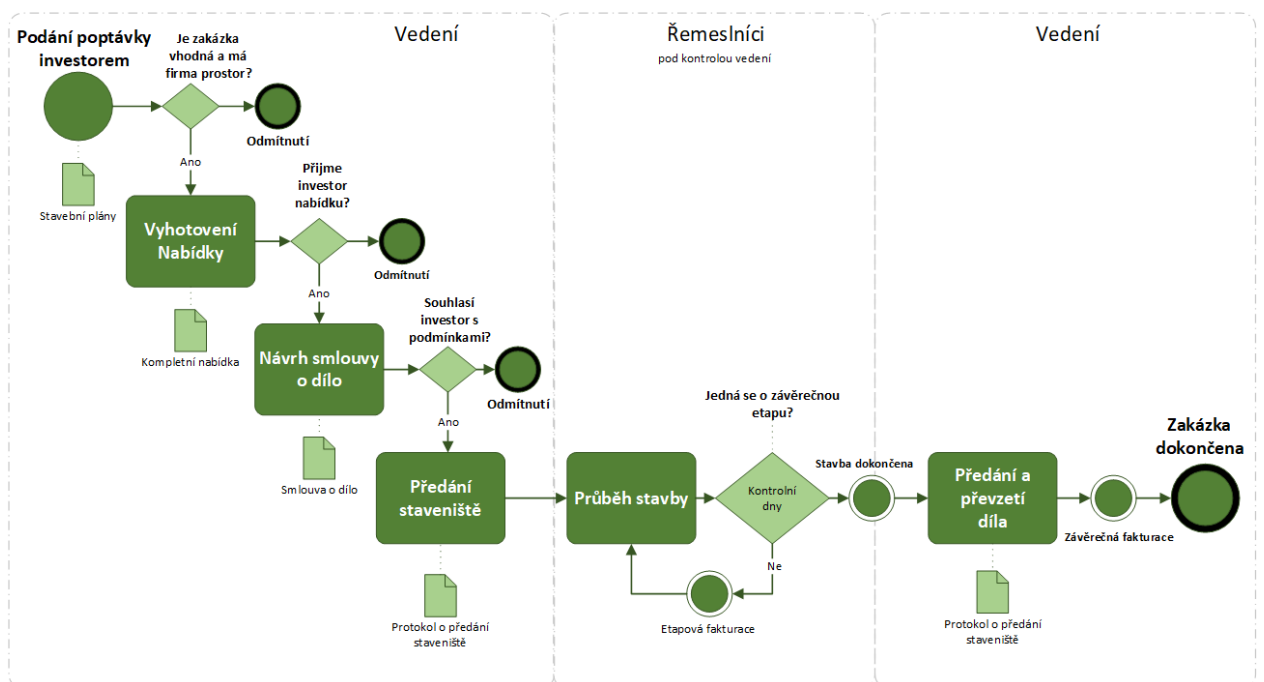 Vedení
Řemeslníci
pod kontrolou vedení
Vedení
Podání poptávky
investorem
Je zakázka
vhodná a má
firma prostor?
Odmítnutí
Ano
Stavební plány
Vyhotovení
Nabídky
Přijme
investor
nabídku?
Odmítnutí
Ano
Kompletní nabídka
Návrh smlouvy
o dílo
Souhlasí
investor s
podmínkami?
Odmítnutí
Ano
Smlouva o dílo
Předání
staveniště
Protokol o předání
staveniště
Průběh stavby
Jedná se o závěrečnou
etapu?
Kontrolní
dny
Ne
Etapová fakturace
Stavba dokončena
Předání a
převzetí
díla
Protokol o předání
staveniště
Závěrečná fakturace
Zakázka
dokončena